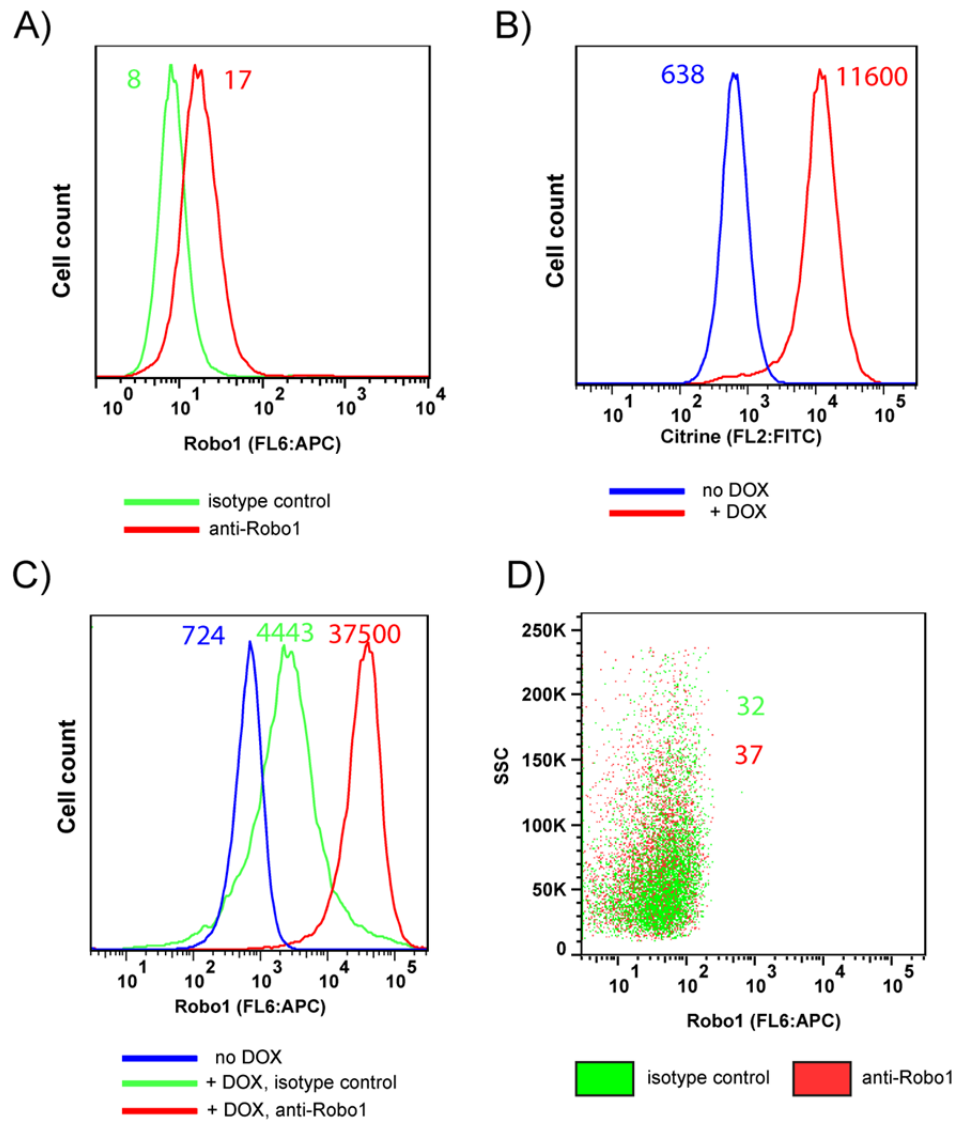 A)
8
17
Cell count
10 0
10 1
10 2
10 3
10 4
Robo1 (FL6:APC)
isotype control
anti-Robo1
B)
638
11600
Cell count
10 1
10 2
10 3
10 4
10 5
Citrine (FL2:FITC)
no DOX
+ DOX
C)
724
4443
37500
Cell count
10 1
10 2
10 3
10 4
10 5
Robo1 (FL6:APC)
no DOX
+ DOX, isotype control
+ DOX, anti-Robo1
D)
250K
200K
150K
100K
50K
0
SSC
32
37
10 1
10 2
10 3
10 4
10 5
Robo1 (FL6:APC)
isotype control
anti-Robo1